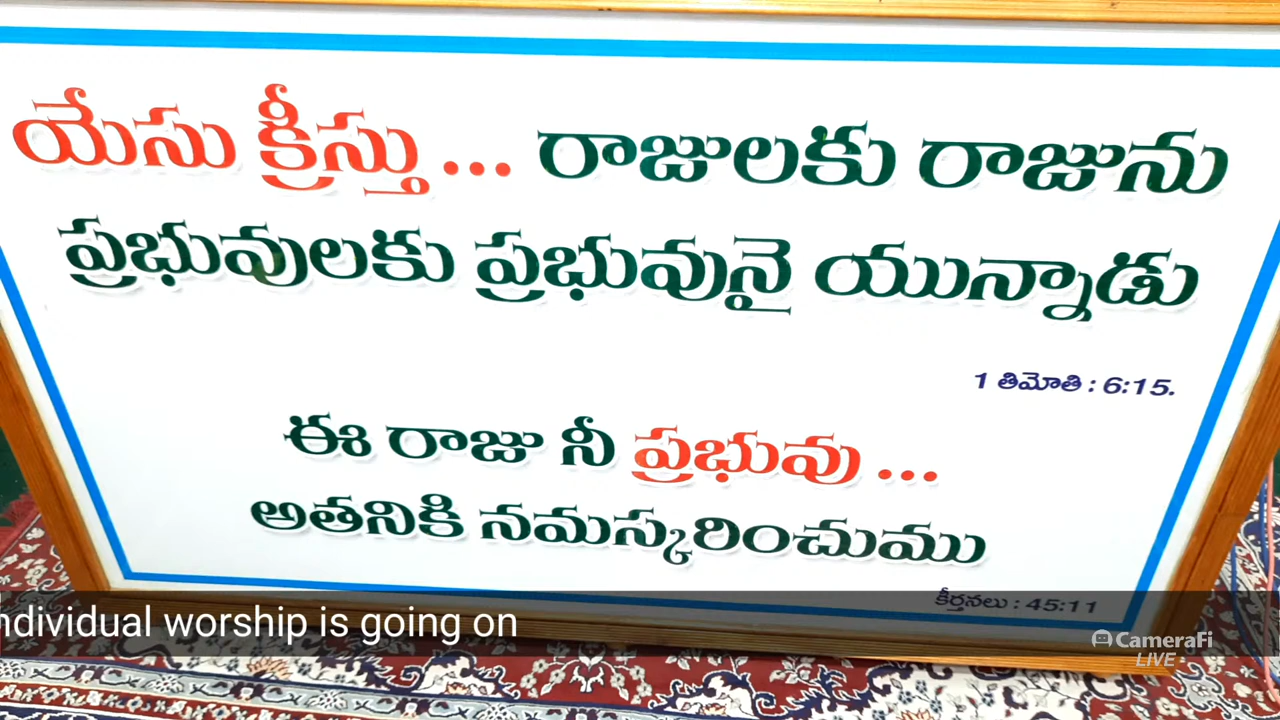 యేసు క్రీస్తు... రాజులకు రాజును
ప్రభువులకు ప్రభువునై యున్నాడు
1 తిమోతి : 6:15.
ఈ రాజు నీ ప్రభువు...
అతనికి నమస్కరించుము
కీర్తనలు : 45:11
ndividual worship is going on
CameraFi
LIVE